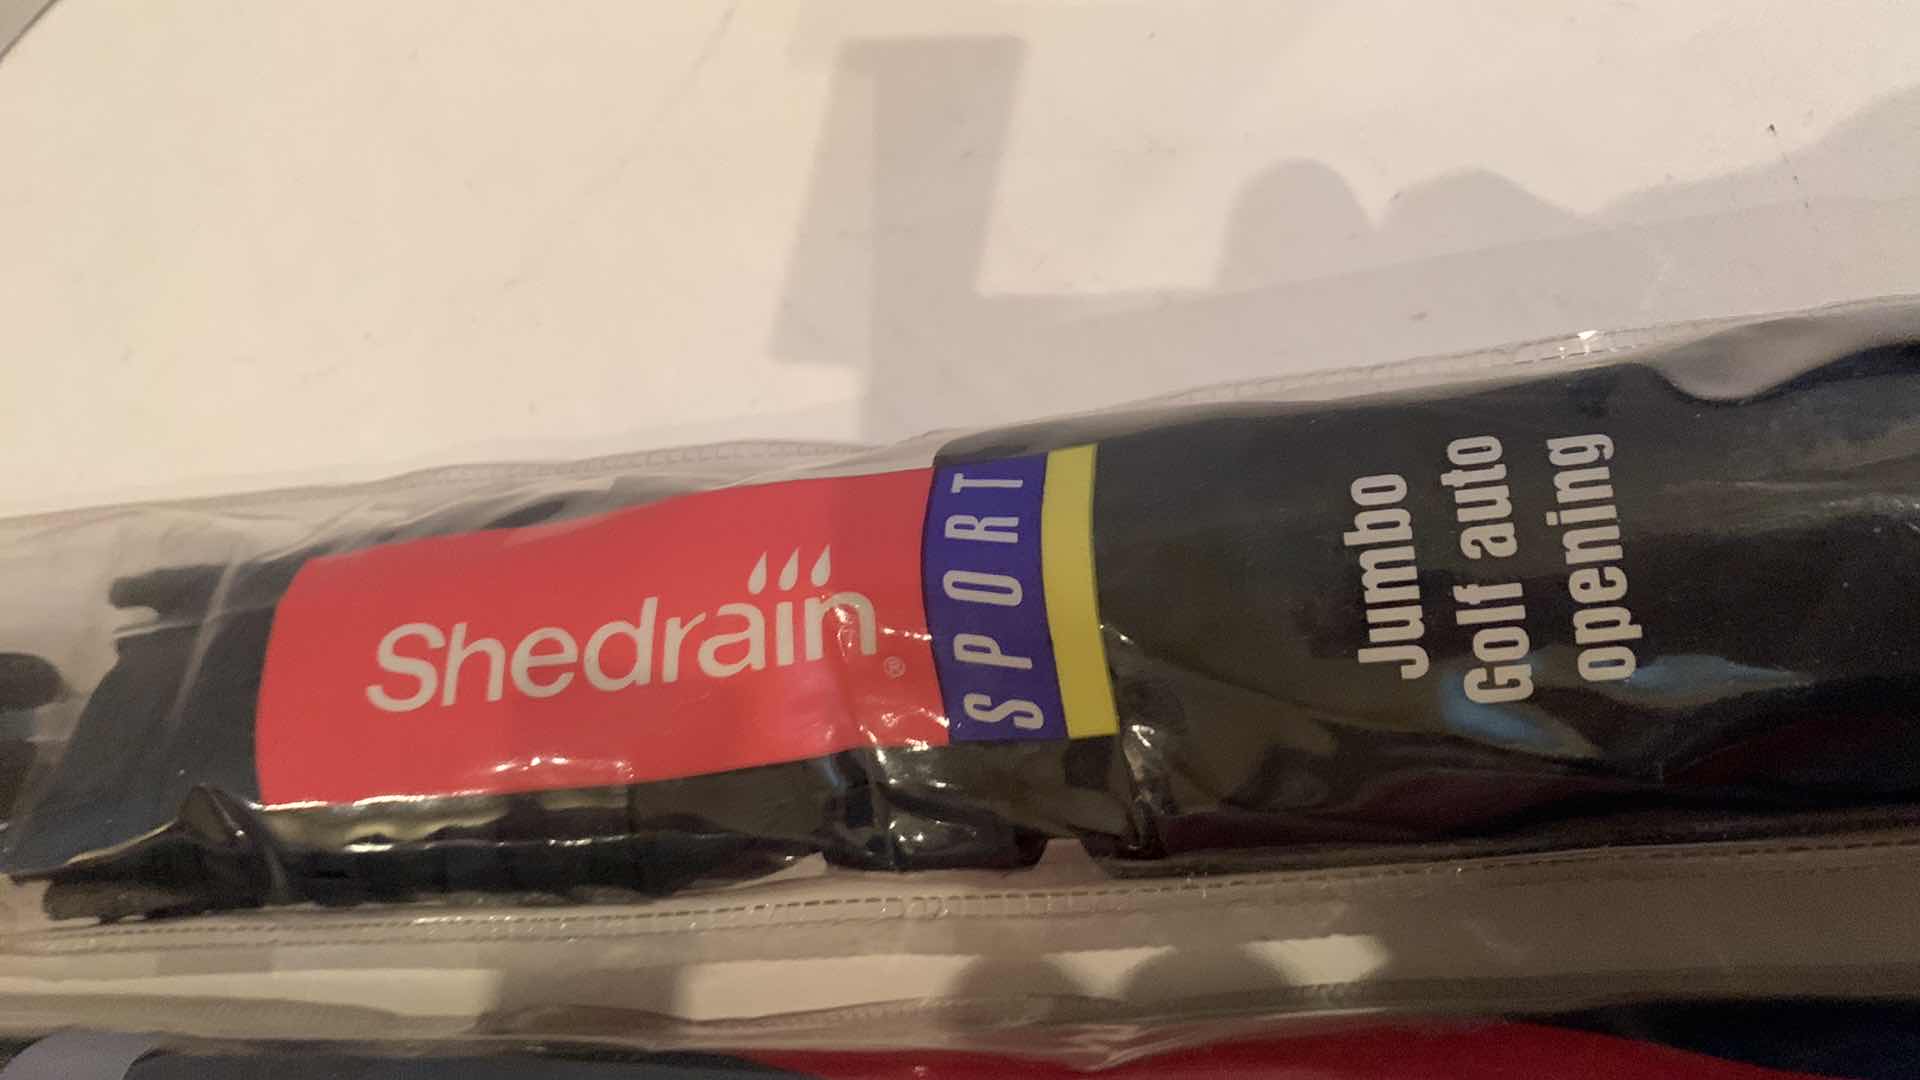 Shedrain®
SPORT
Jumbo
Golf auto
opening